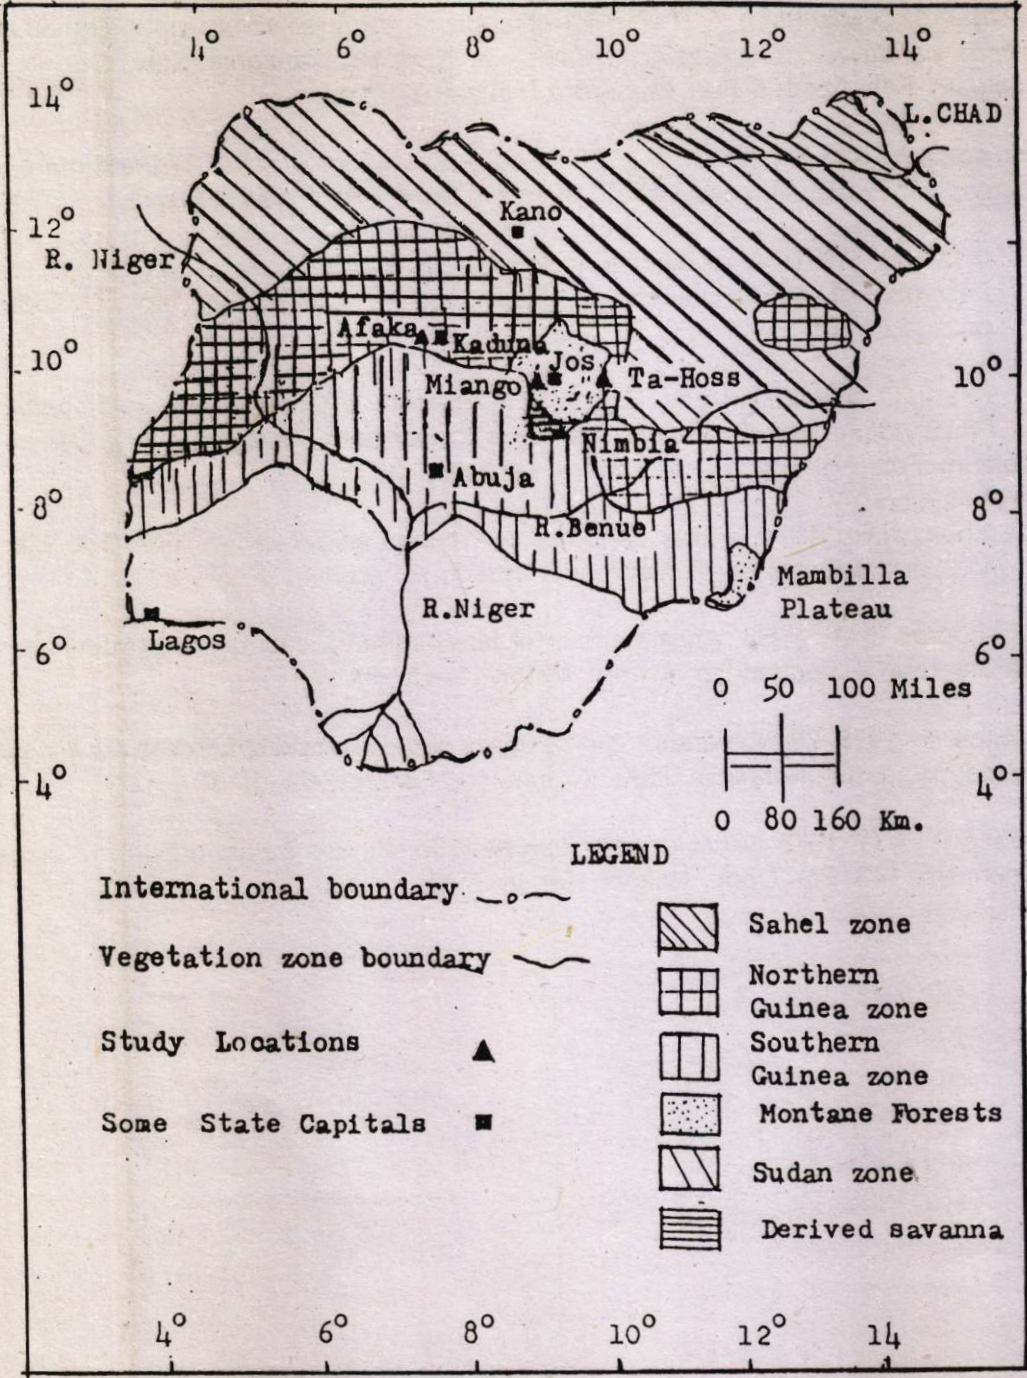 4° 6° 8° 10° 12° 14°
14°
L.CHAD
Kano
12°
R. Niger
Afaka
Kaduna
10°
Jos
Miango
Ta-Hoss
10°
Nimbia
Abuja
8°
8°
R.Benue
Mambilla
Plateau
R.Niger
Lagos
6°
6°
0 50 100 Miles
4°
4°
0 80 160 Km.
LEGEND
International boundary
Vegetation zone boundary
Study Locations
Some State Capitals
Sahel zone
Northern
Guinea zone
Southern
Guinea zone
Montane Forests
Sudan zone
Derived savanna
4° 6° 8° 10° 12° 14